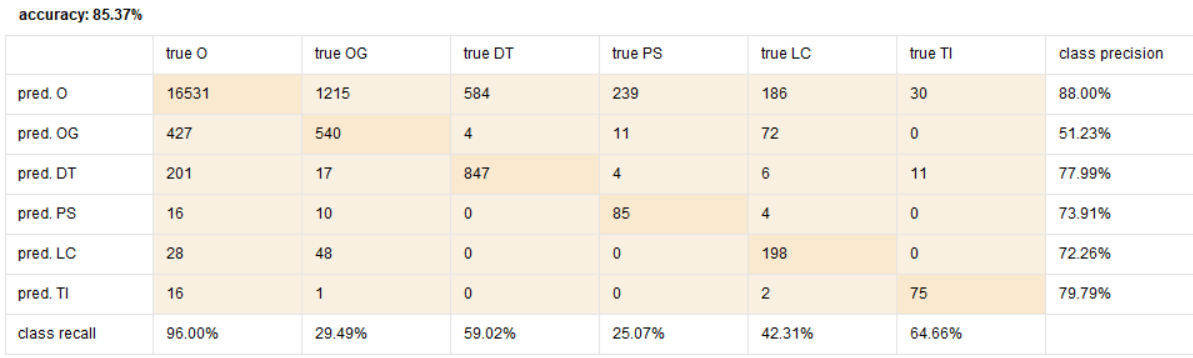 accuracy: 85.37%
true O true OG true DT true PS true LC true TI class precision
pred. O 16531 1215 584 239 186 30 88.00%
pred. OG 427 540 4 11 72 0 51.23%
pred. DT 201 17 847 4 6 11 77.99%
pred. PS 16 10 0 85 4 0 73.91%
pred. LC 28 48 0 0 198 0 72.26%
pred. TI 16 1 0 0 2 75 79.79%
class recall 96.00% 29.49% 59.02% 25.07% 42.31% 64.66%